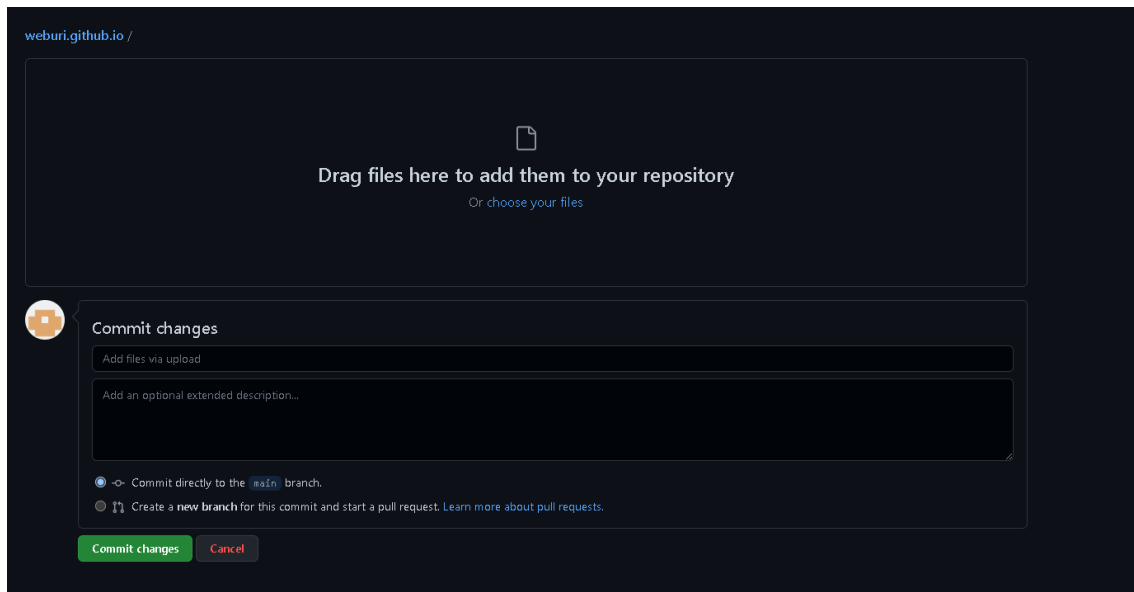 weburi.github.io /
Drag files here to add them to your repository
Or choose your files
Commit changes
Add files via upload
Add an optional extended description...
Commit directly to the main branch.
Create a new branch for this commit and start a pull request. Learn more about pull requests.
Commit changes Cancel